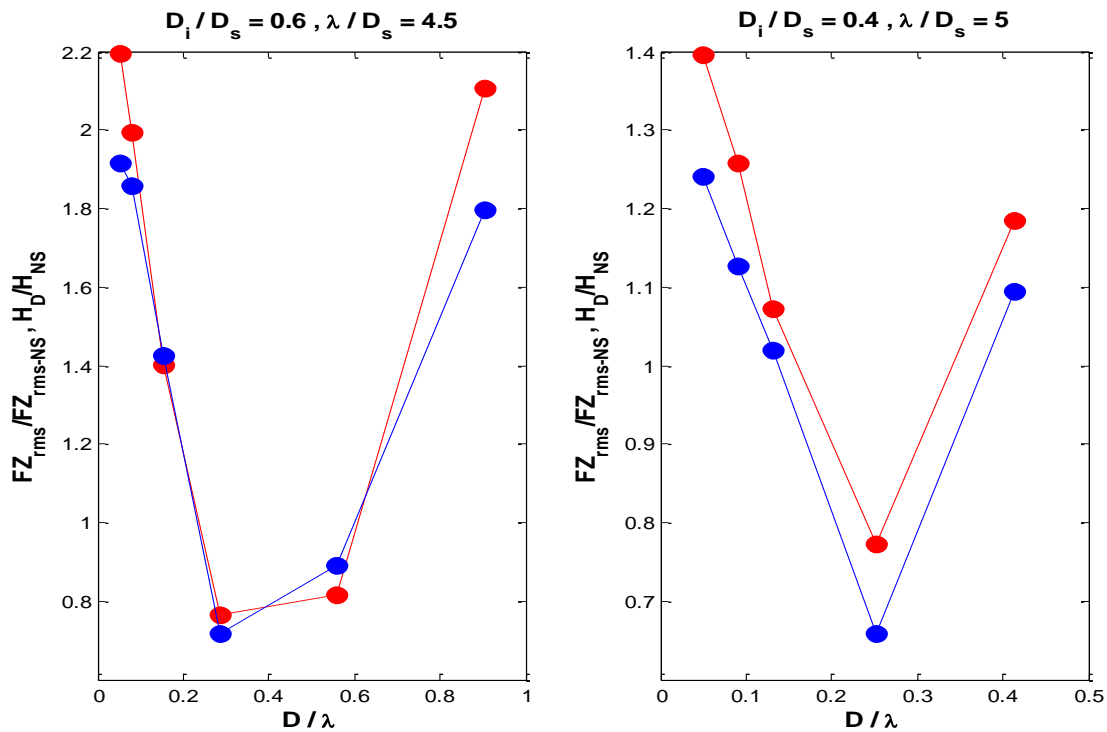 D_i / D_s = 0.6 , λ / D_s = 4.5
FZ_rms/FZ_rms-NS , H_D/H_NS
2.2
2
1.8
1.6
1.4
1.2
1
0.8
0 0.2 0.4 0.6 0.8 1
D / λ
D_i / D_s = 0.4 , λ / D_s = 5
FZ_rms/FZ_rms-NS , H_D/H_NS
1.4
1.3
1.2
1.1
1
0.9
0.8
0.7
0 0.1 0.2 0.3 0.4 0.5
D / λ